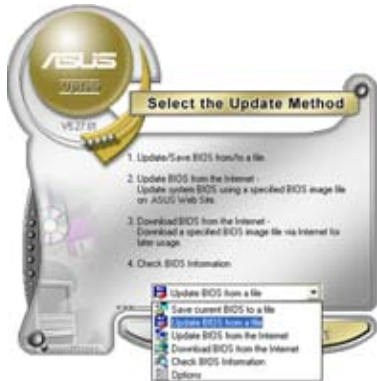 ASUS
Update
Select the Update Method
1. Update/Save BIOS from/to a file.
2. Update BIOS from the Internet -
Update system BIOS using a specified BIOS image file
on ASUS Web Site.
3. Download BIOS from the Internet -
Download a specified BIOS image file via Internet for
later usage.
4. Check BIOS Information
Update BIOS from a file
Save current BIOS to a file
Update BIOS from a file
Update BIOS from the Internet
Download BIOS from the Internet
Check BIOS Information
Options